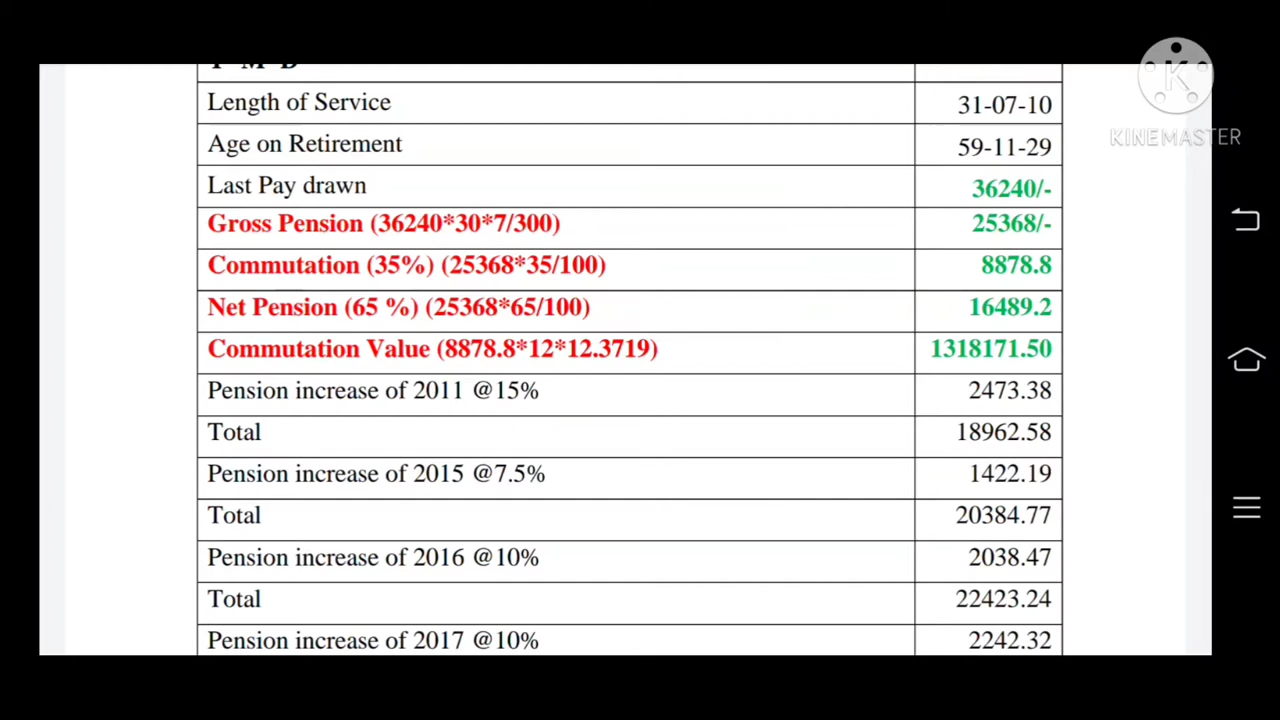 Length of Service 31-07-10
Age on Retirement 59-11-29
Last Pay drawn 36240/-
Gross Pension (36240*30*7/300) 25368/-
Commutation (35%) (25368*35/100) 8878.8
Net Pension (65 %) (25368*65/100) 16489.2
Commutation Value (8878.8*12*12.3719) 1318171.50
Pension increase of 2011 @15% 2473.38
Total 18962.58
Pension increase of 2015 @7.5% 1422.19
Total 20384.77
Pension increase of 2016 @10% 2038.47
Total 22423.24
Pension increase of 2017 @10% 2242.32
K
KINEMASTER